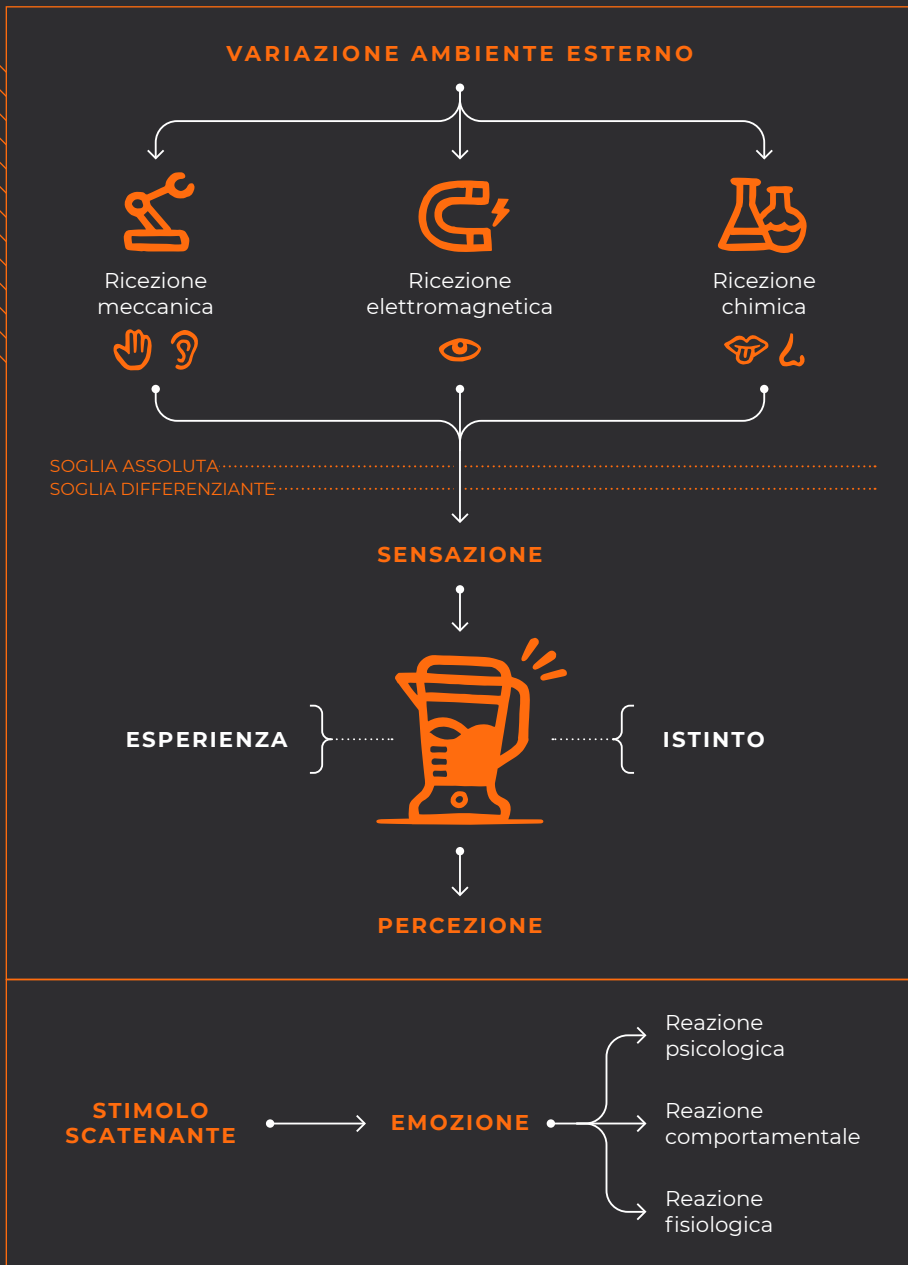 VARIAZIONE AMBIENTE ESTERNO
Ricezione
meccanica
Ricezione
elettromagnetica
Ricezione
chimica
SOGLIA ASSOLUTA
SOGLIA DIFFERENZIANTE
SENSAZIONE
ESPERIENZA
ISTINTO
PERCEZIONE
STIMOLO
SCATENANTE
EMOZIONE
Reazione
psicologica
Reazione
comportamentale
Reazione
fisiologica